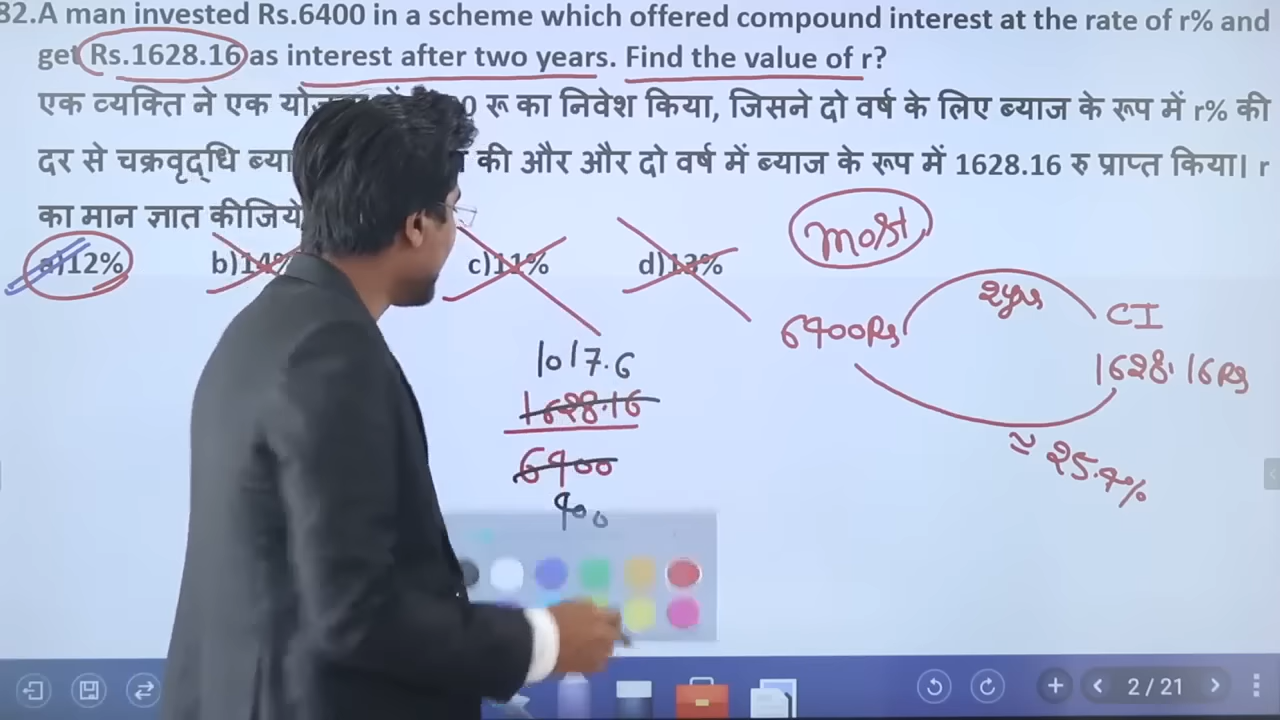 82.A man invested Rs.6400 in a scheme which offered compound interest at the rate of r% and
get Rs.1628.16 as interest after two years. Find the value of r?
एक व्यक्ति ने एक रू का निवेश किया, जिसने दो वर्ष के लिए ब्याज के रूप में r% की
दर से चक्रवृद्धि की और और दो वर्ष में ब्याज के रूप में 1628.16 रु प्राप्त किया। r
का मान ज्ञात कीजिये
a)12% b)14% c)11% d)13%
most
6400Rs 2yrs CI
1628.16Rs
≃ 25.4%
1017.6
1628.16
6400
400
2 / 21